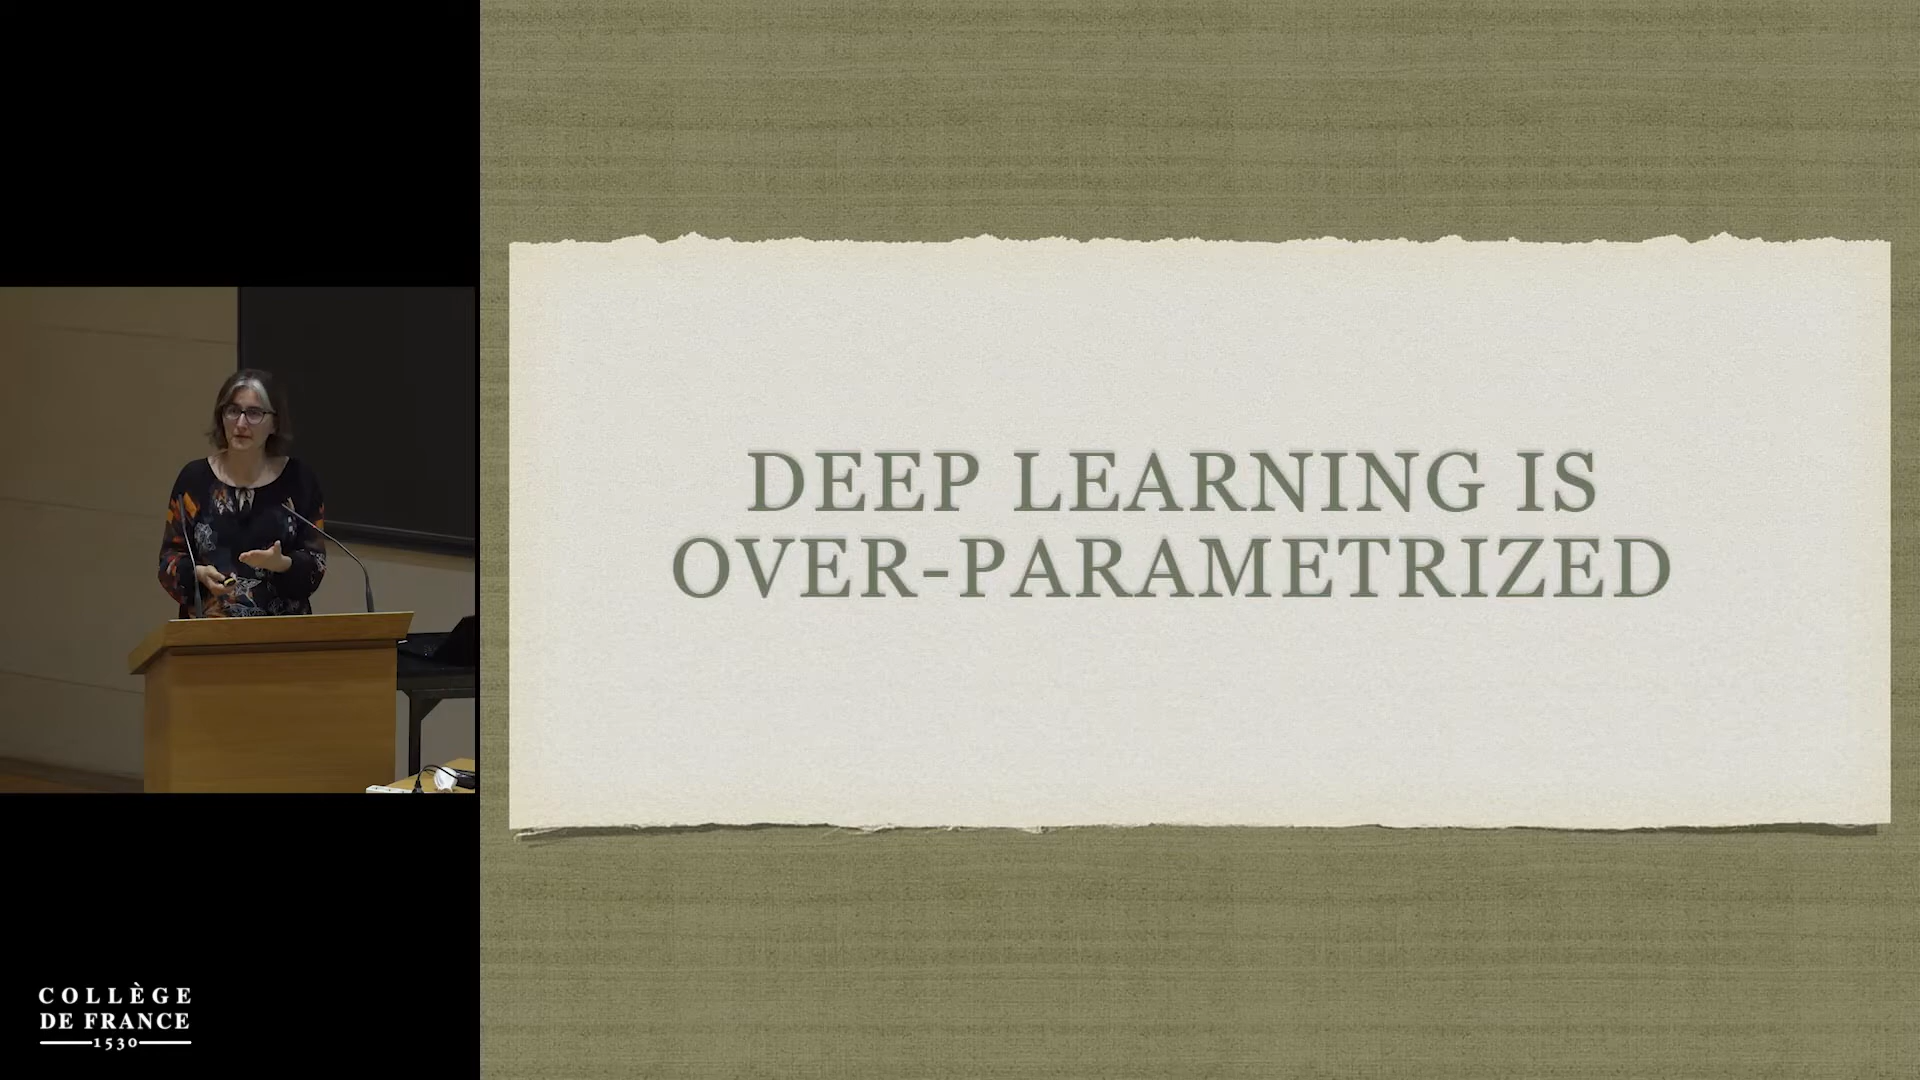 DEEP LEARNING IS
OVER-PARAMETRIZED
COLLÈGE
DE FRANCE
1530